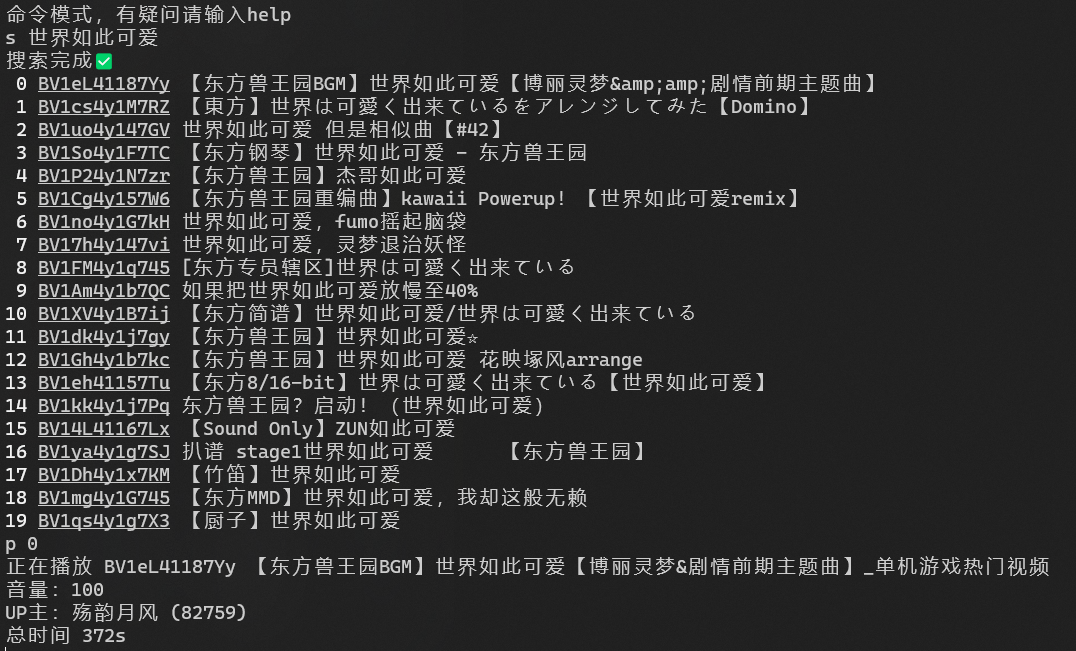 命令模式，有疑问请输入help
s 世界如此可爱
搜索完成✅
0 BV1eL41187Yy 【东方兽王园BGM】世界如此可爱【博丽灵梦&amp;amp;剧情前期主题曲】
1 BV1cs4y1M7RZ 【東方】世界は可愛く出来ているをアレンジしてみた【Domino】
2 BV1uo4y147GV 世界如此可爱 但是相似曲【#42】
3 BV1So4y1F7TC 【东方钢琴】世界如此可爱 – 东方兽王园
4 BV1P24y1N7zr 【东方兽王园】杰哥如此可爱
5 BV1Cg4y157W6 【东方兽王园重编曲】kawaii Powerup! 【世界如此可爱remix】
6 BV1no4y1G7kH 世界如此可爱，fumo摇起脑袋
7 BV17h4y147vi 世界如此可爱，灵梦退治妖怪
8 BV1FM4y1q745 [东方专员辖区]世界は可愛く出来ている
9 BV1Am4y1b7QC 如果把世界如此可爱放慢至40%
10 BV1XV4y1B7ij 【东方简谱】世界如此可爱/世界は可愛く出来ている
11 BV1dk4y1j7gy 【东方兽王园】世界如此可爱☆
12 BV1Gh4y1b7kc 【东方兽王园】世界如此可爱 花映塚风arrange
13 BV1eh41157Tu 【东方8/16-bit】世界は可愛く出来ている【世界如此可爱】
14 BV1kk4y1j7Pq 东方兽王园？启动！（世界如此可爱)
15 BV14L41167Lx 【Sound Only】ZUN如此可爱
16 BV1ya4y1g7SJ 扒谱 stage1世界如此可爱 【东方兽王园】
17 BV1Dh4y1x7KM 【竹笛】世界如此可爱
18 BV1mg4y1G745 【东方MMD】世界如此可爱，我却这般无赖
19 BV1qs4y1g7X3 【厨子】世界如此可爱
p 0
正在播放 BV1eL41187Yy 【东方兽王园BGM】世界如此可爱【博丽灵梦&剧情前期主题曲】_单机游戏热门视频
音量: 100
UP主: 殇韵月风 (82759)
总时间 372s